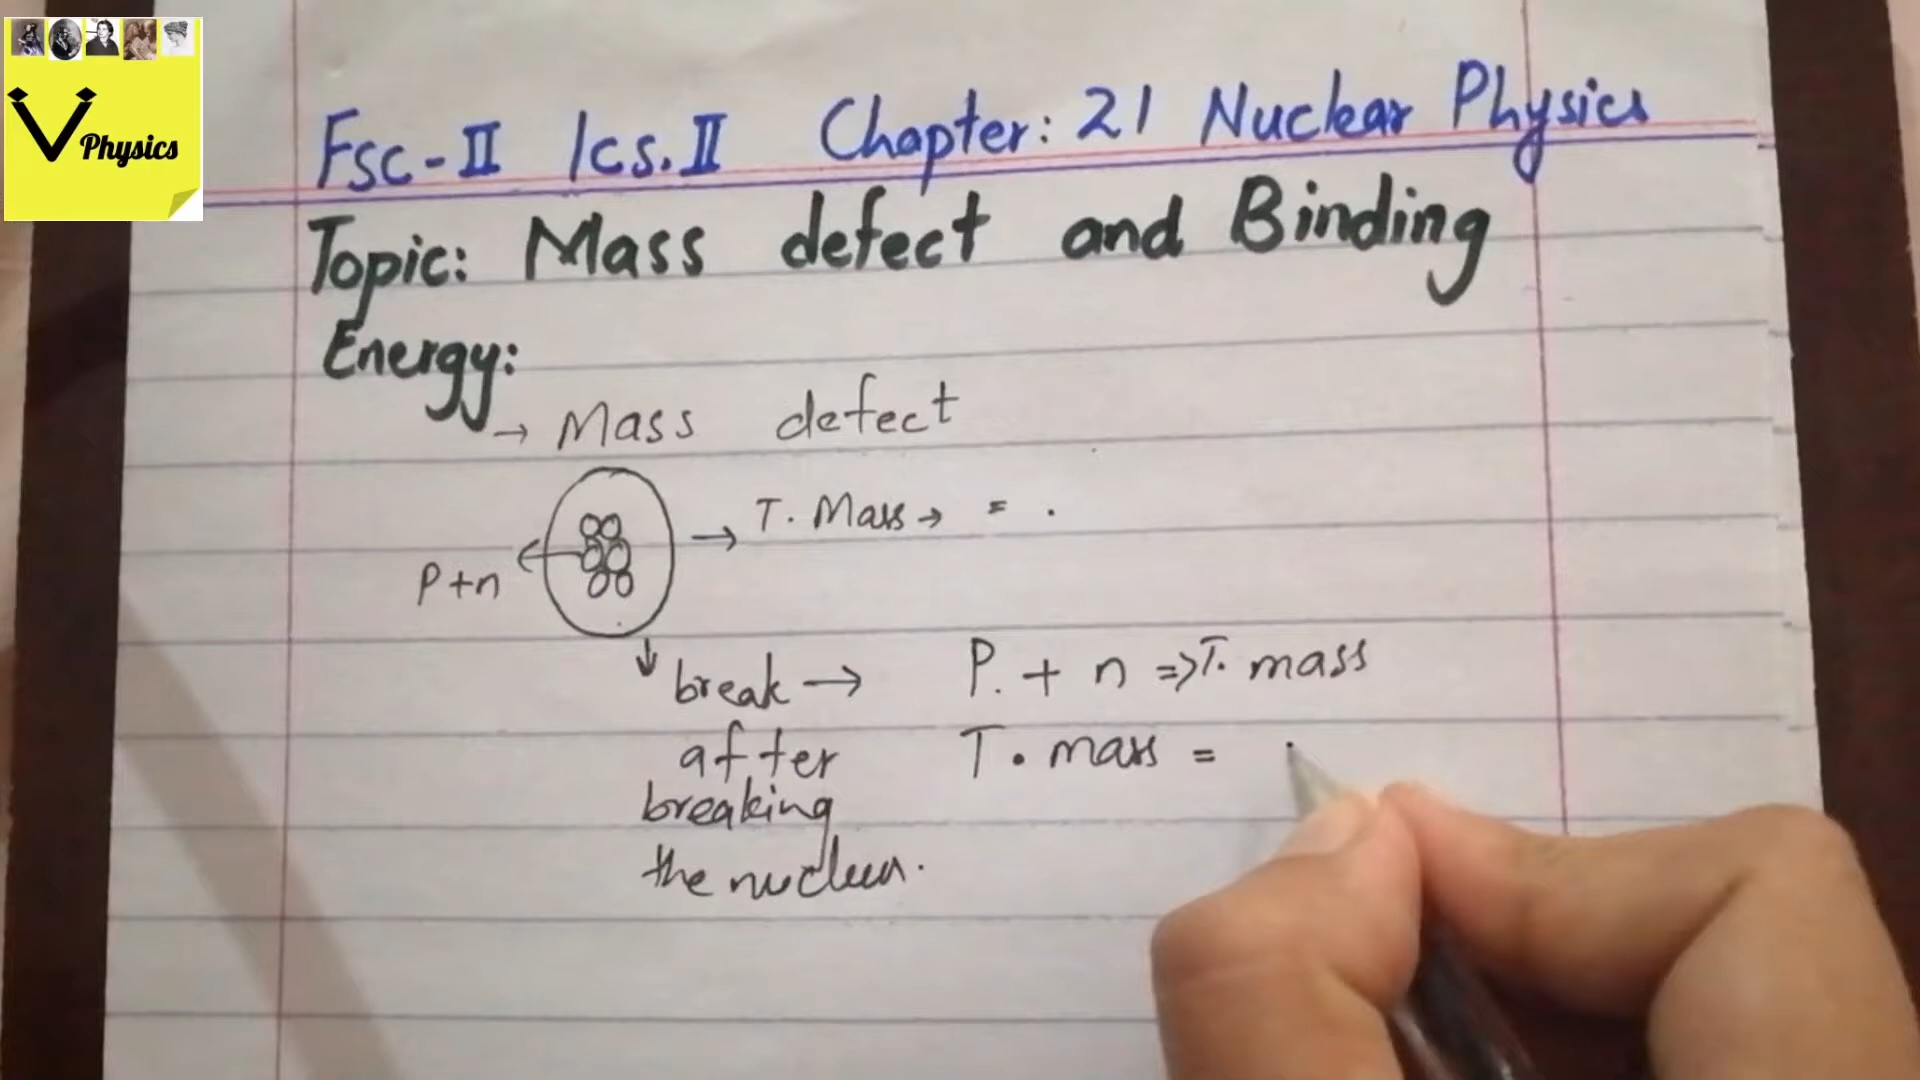 V Physics
Fsc-II Ics.II Chapter: 21 Nuclear Physics
Topic: Mass defect and Binding
Energy:
→ Mass defect
→ T. Mass → = .
P+n
break → P. + n ⇒ T. mass
after T. mass =
breaking
the nucleus.